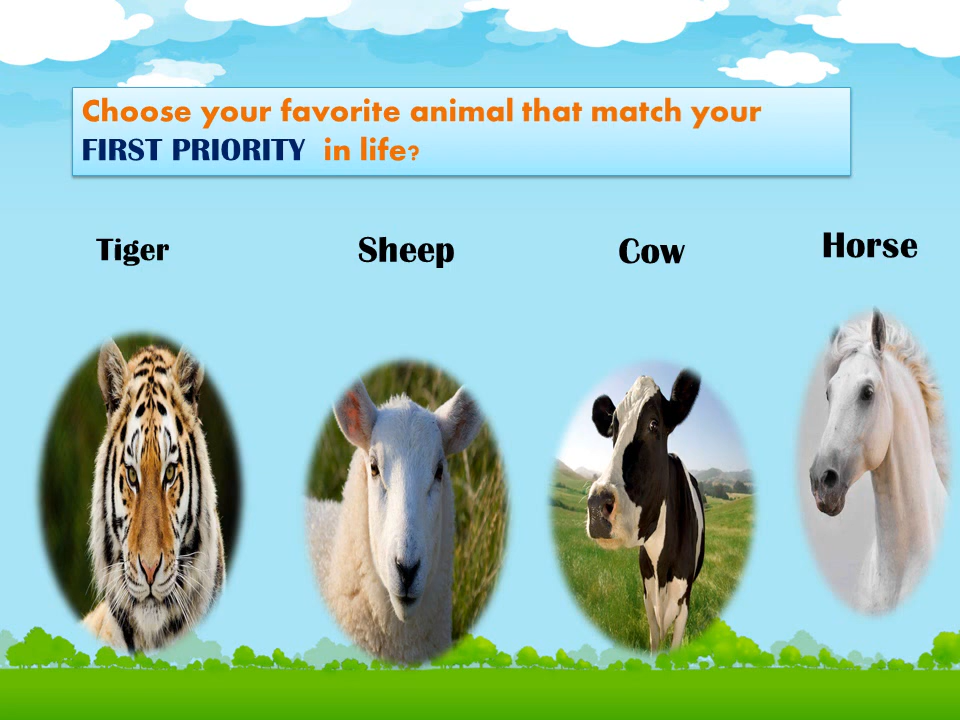 Choose your favorite animal that match your
FIRST PRIORITY in life?
Tiger
Sheep
Cow
Horse